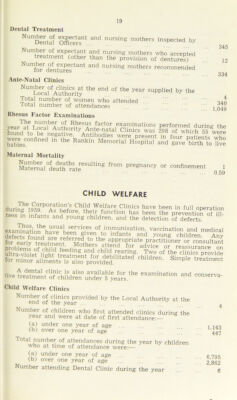 19
Dental Treatment
Number of expectant and nursing mothers inspected by
Dental Officers 345
Number of expectant and nursing mothers who accepted
treatment (other than the provision of dentures) 12
Number of expectant and nursing mothers recommended
for dentures 334
Ante-Natal Clinics
Number of clinics at the end of the year supplied by the
Local Authority 4
Total number of women who attended 340
Total number of attendances 1,049
Rhesus Factor Examinations
The number of Rhesus factor examinations performed during the
year at Local Authority Ante-natal Clinics was 298 of which 55 were
found to be negative. Antibodies were present in four patients who
were confined in the Rankin Memorial Hospital and gave birth to live
babies.
Maternal Mortality
Number of deaths resulting from pregnancy or confinement 1
Maternal death rate 0.59
CHILD WELFARE
The Corporation's Child Welfare Clinics have been in full operation
during 1959. As before, their function has been the prevention of ill-
ness in infants and young children, and the detection of defects.
Thus, the usual services of immunisation, vaccination and medical
examination have been given to infants and young children. Any
defects found are referred to the appropriate practitioner or consultant
for early treatment. Mothers attend for advice or reassurance on
problems of child feeding and child rearing. Two of the clinics provide
ultra-violet light treatment for debilitated children. Simple treatment
for minor ailments is also provided.
A dental clinic is also available for the examination and conserva-
tive treatment of children under 5 years.
Child Welfare Clinics
Number of clinics provided by the Local Authority at the
end of the year 4
Number of children who first attended clinics during the
year and were at date of first attendance:—
(a) under one year of age 1,163
(b) over one year of age 447
Total number of attendances during the year by children
who at time of attendance were:—
(a) under one year of age 6,785
(b) over one year of age 2,862
Number attending Dental Clinic during the year 6